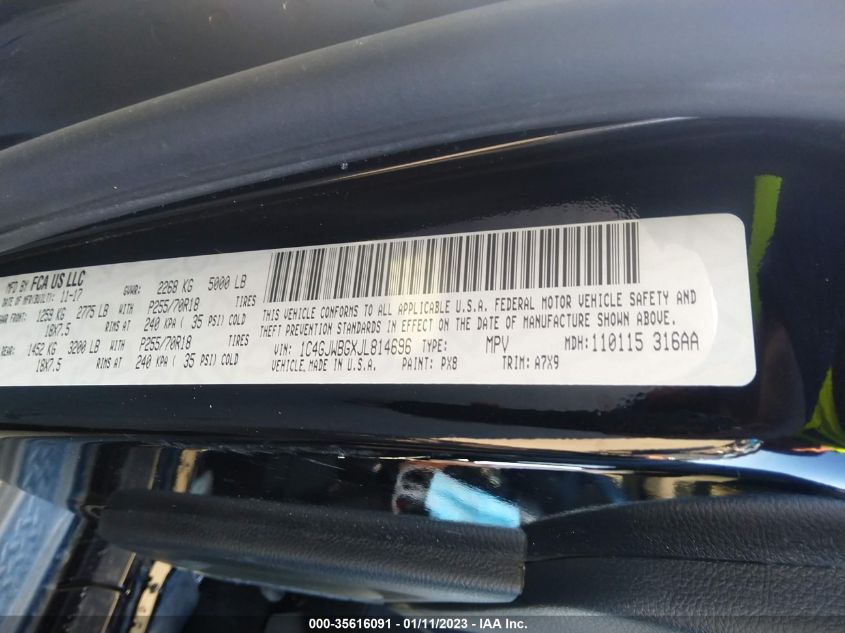 MFD BY FCA US LLC GVWR: 2268 KG 5000 LB
DATE OF MFR(BUILT): 11-17
GAWR FRONT: 1259 KG 2775 LB WITH P255/70R18 TIRES
18X7.5 RIMS AT 240 KPA ( 35 PSI) COLD
REAR: 1452 KG 3200 LB WITH P255/70R18 TIRES
18X7.5 RIMS AT 240 KPA ( 35 PSI) COLD
THIS VEHICLE CONFORMS TO ALL APPLICABLE U.S.A. FEDERAL MOTOR VEHICLE SAFETY AND
THEFT PREVENTION STANDARDS IN EFFECT ON THE DATE OF MANUFACTURE SHOWN ABOVE.
VIN: 1C4GJWBGXJL814696 TYPE: MPV MDH: 110115 316AA
VEHICLE MADE IN U.S.A. PAINT: PX8 TRIM: A7X9
000-35616091 - 01/11/2023 - IAA Inc.